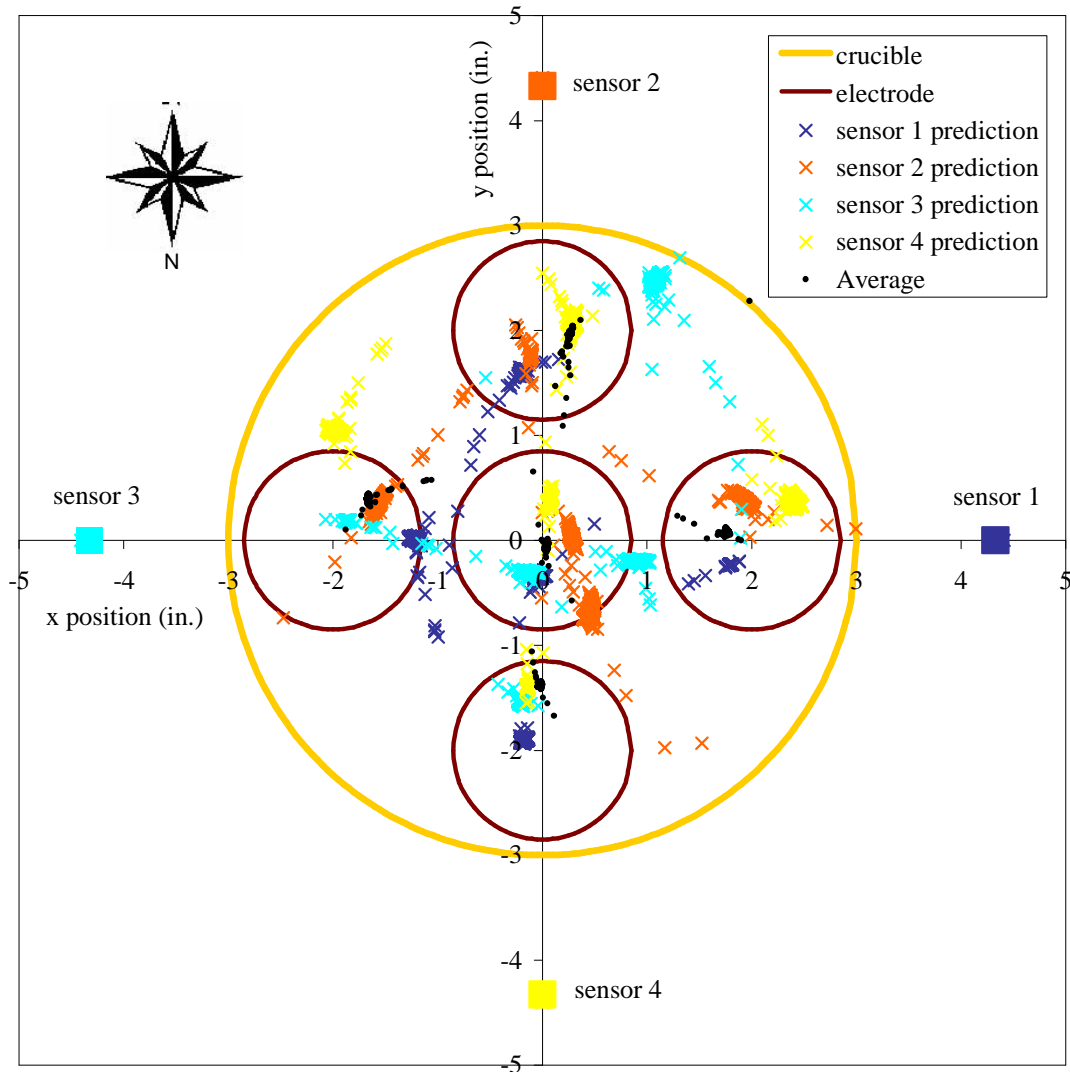 5
y position (in.)
sensor 2
4
crucible
electrode
sensor 1 prediction
sensor 2 prediction
sensor 3 prediction
sensor 4 prediction
Average
N
3
2
1
sensor 3
sensor 1
0
-5 -4 -3 -2 -1 0 1 2 3 4 5
x position (in.)
-1
-2
-3
-4
sensor 4
-5